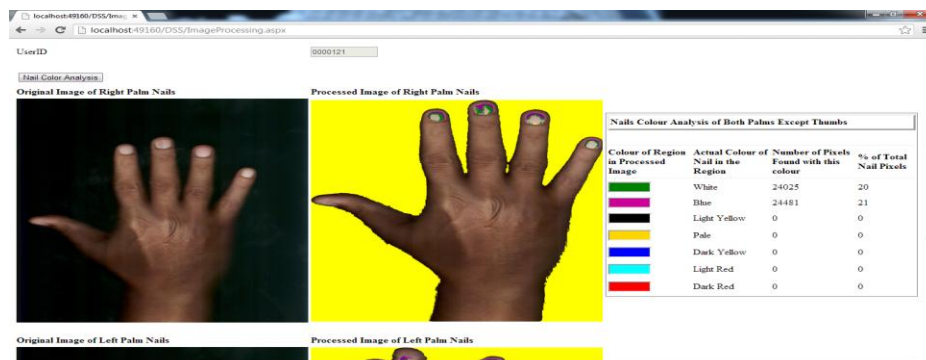 localhost:49160/DSS/Imag
localhost:49160/DSS/ImageProcessing.aspx
UserID 0000121
Nail Color Analysis
Original Image of Right Palm Nails Processed Image of Right Palm Nails
Nails Colour Analysis of Both Palms Except Thumbs
Colour of Region in Processed Image Actual Colour of Nail in the Region Number of Pixels Found with this colour % of Total Nail Pixels
White 24025 20
Blue 24481 21
Light Yellow 0 0
Pale 0 0
Dark Yellow 0 0
Light Red 0 0
Dark Red 0 0
Original Image of Left Palm Nails Processed Image of Left Palm Nails